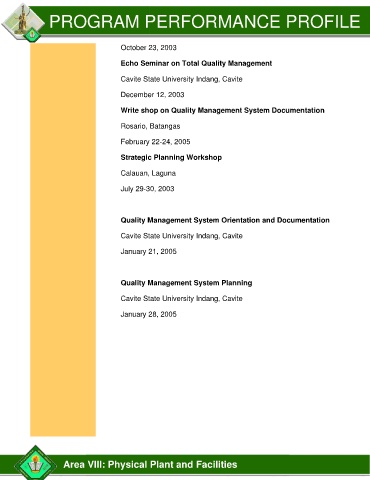 PROGRAM PERFORMANCE PROFILE
October 23, 2003
Echo Seminar on Total Quality Management
Cavite State University Indang, Cavite
December 12, 2003
Write shop on Quality Management System Documentation
Rosario, Batangas
February 22-24, 2005
Strategic Planning Workshop
Calauan, Laguna
July 29-30, 2003
Quality Management System Orientation and Documentation
Cavite State University Indang, Cavite
January 21, 2005
Quality Management System Planning
Cavite State University Indang, Cavite
January 28, 2005
Area VIII: Physical Plant and Facilities